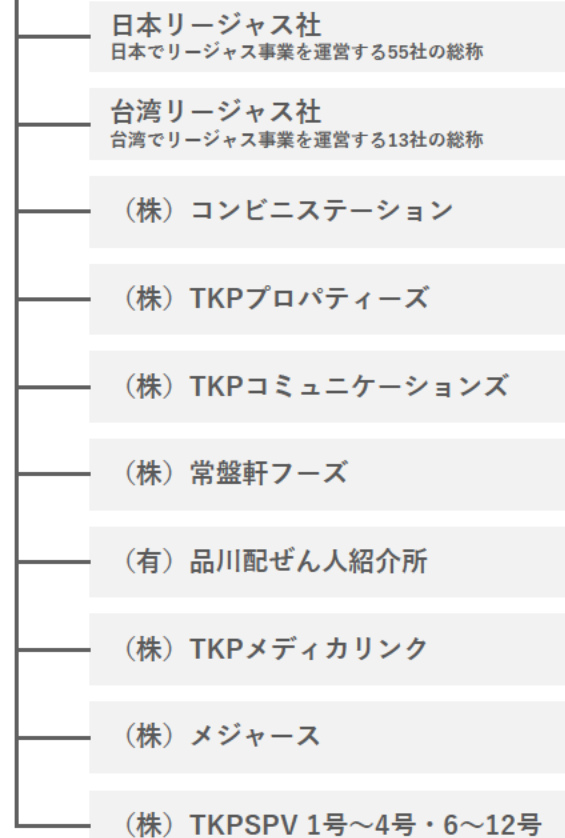 日本リージャス社
日本でリージャス事業を運営する55社の総称
台湾リージャス社
台湾でリージャス事業を運営する13社の総称
（株）コンビニステーション
（株）TKPプロパティーズ
（株）TKPコミュニケーションズ
（株）常盤軒フーズ
（有）品川配ぜん人紹介所
（株）TKPメディカリンク
（株）メジャース
（株）TKPSPV 1号～4号・6～12号